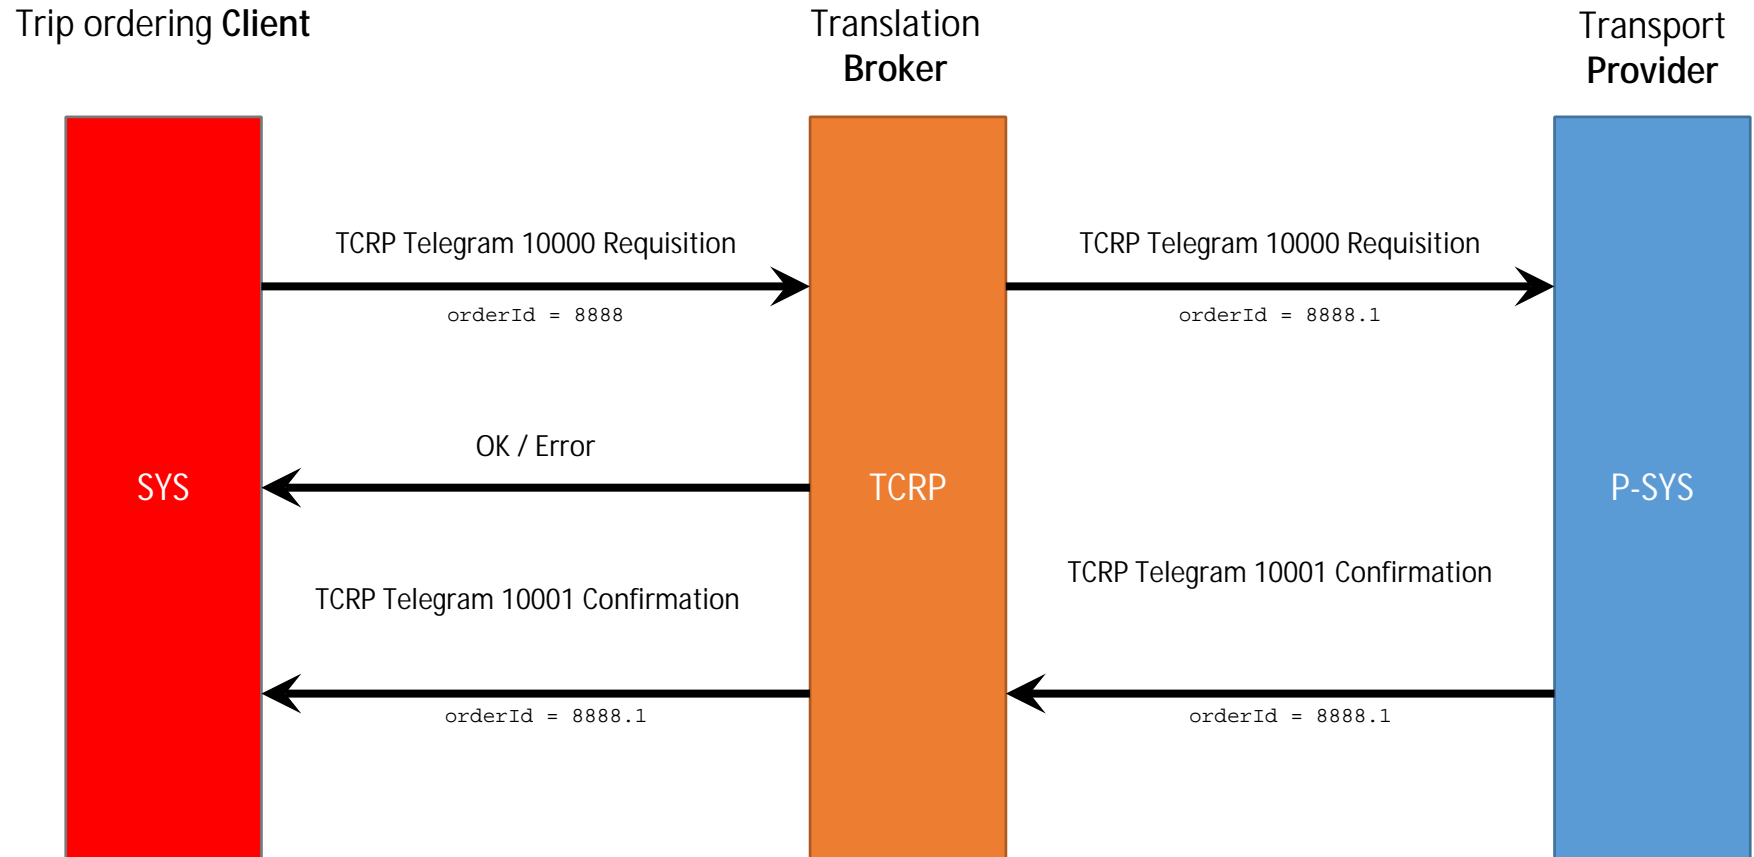 Trip ordering Client
Translation
Broker
Transport
Provider
TCRP Telegram 10000 Requisition
orderId = 8888
TCRP Telegram 10000 Requisition
orderId = 8888.1
OK / Error
SYS
TCRP
P-SYS
TCRP Telegram 10001 Confirmation
orderId = 8888.1
TCRP Telegram 10001 Confirmation
orderId = 8888.1